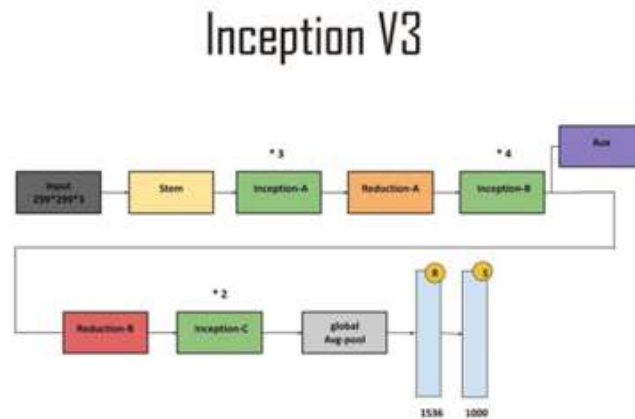 Inception V3
* 3
* 4
Aux
Input
299*299*3
Stem
Inception-A
Reduction-A
Inception-B
* 2
Reduction-B
Inception-C
global
Avg-pool
R
S
1536
1000